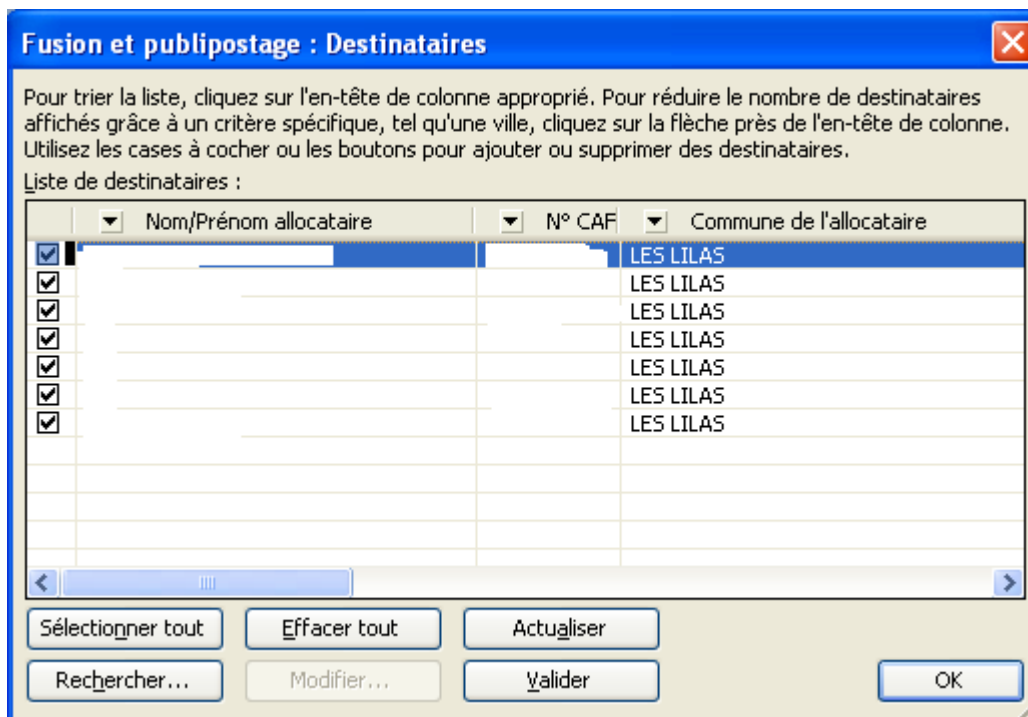 Fusion et publipostage : Destinataires
Pour trier la liste, cliquez sur l'en-tête de colonne approprié. Pour réduire le nombre de destinataires
affichés grâce à un critère spécifique, tel qu'une ville, cliquez sur la flèche près de l'en-tête de colonne.
Utilisez les cases à cocher ou les boutons pour ajouter ou supprimer des destinataires.
Liste de destinataires :
Nom/Prénom allocataire N° CAF Commune de l'allocataire
LES LILAS
LES LILAS
LES LILAS
LES LILAS
LES LILAS
LES LILAS
LES LILAS
Sélectionner tout Effacer tout Actualiser
Rechercher... Modifier... Valider OK